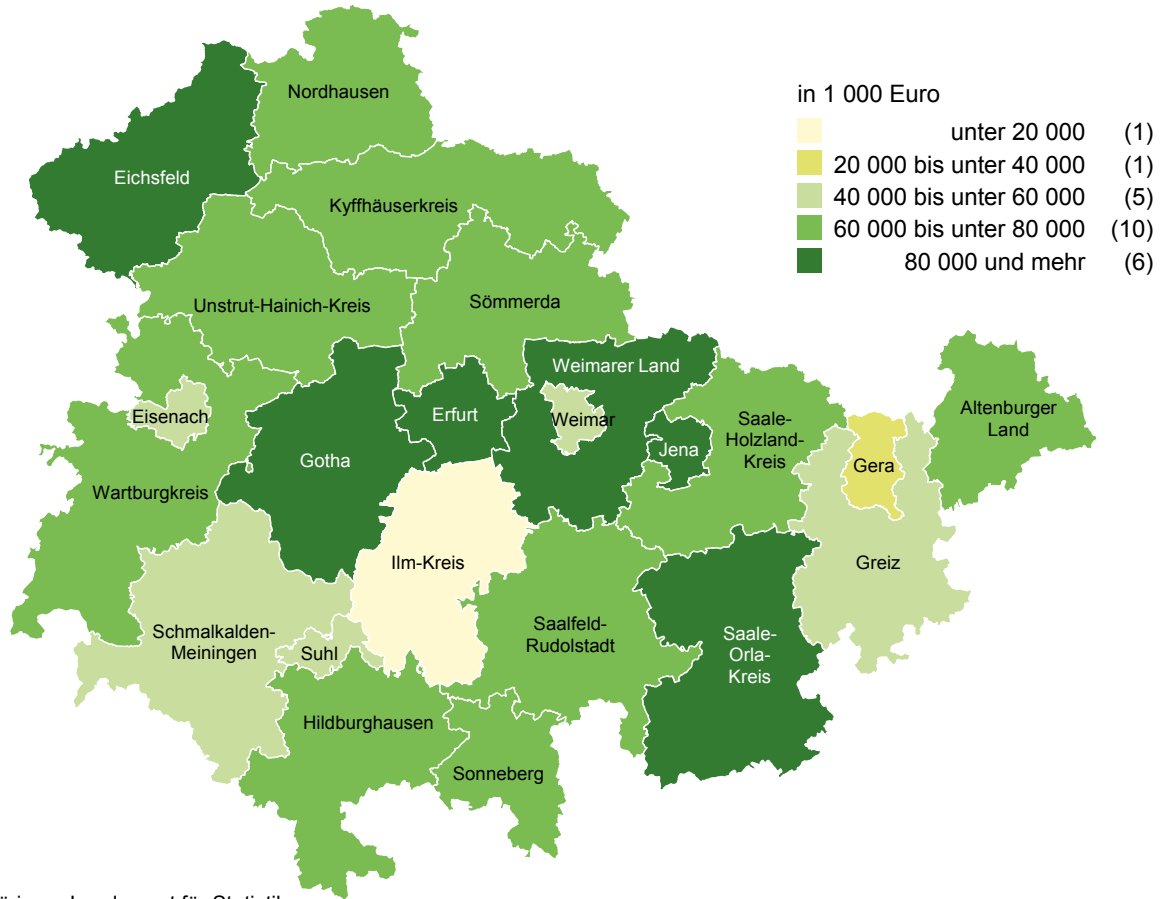 in 1 000 Euro
unter 20 000 (1)
20 000 bis unter 40 000 (1)
40 000 bis unter 60 000 (5)
60 000 bis unter 80 000 (10)
80 000 und mehr (6)
Nordhausen
Eichsfeld
Kyffhäuserkreis
Unstrut-Hainich-Kreis
Sömmerda
Weimarer Land
Eisenach
Erfurt
Weimar
Saale-
Holzland-
Kreis
Altenburger
Land
Jena
Gotha
Gera
Wartburgkreis
Ilm-Kreis
Greiz
Schmalkalden-
Meiningen
Suhl
Saalfeld-
Rudolstadt
Saale-
Orla-
Kreis
Hildburghausen
Sonneberg